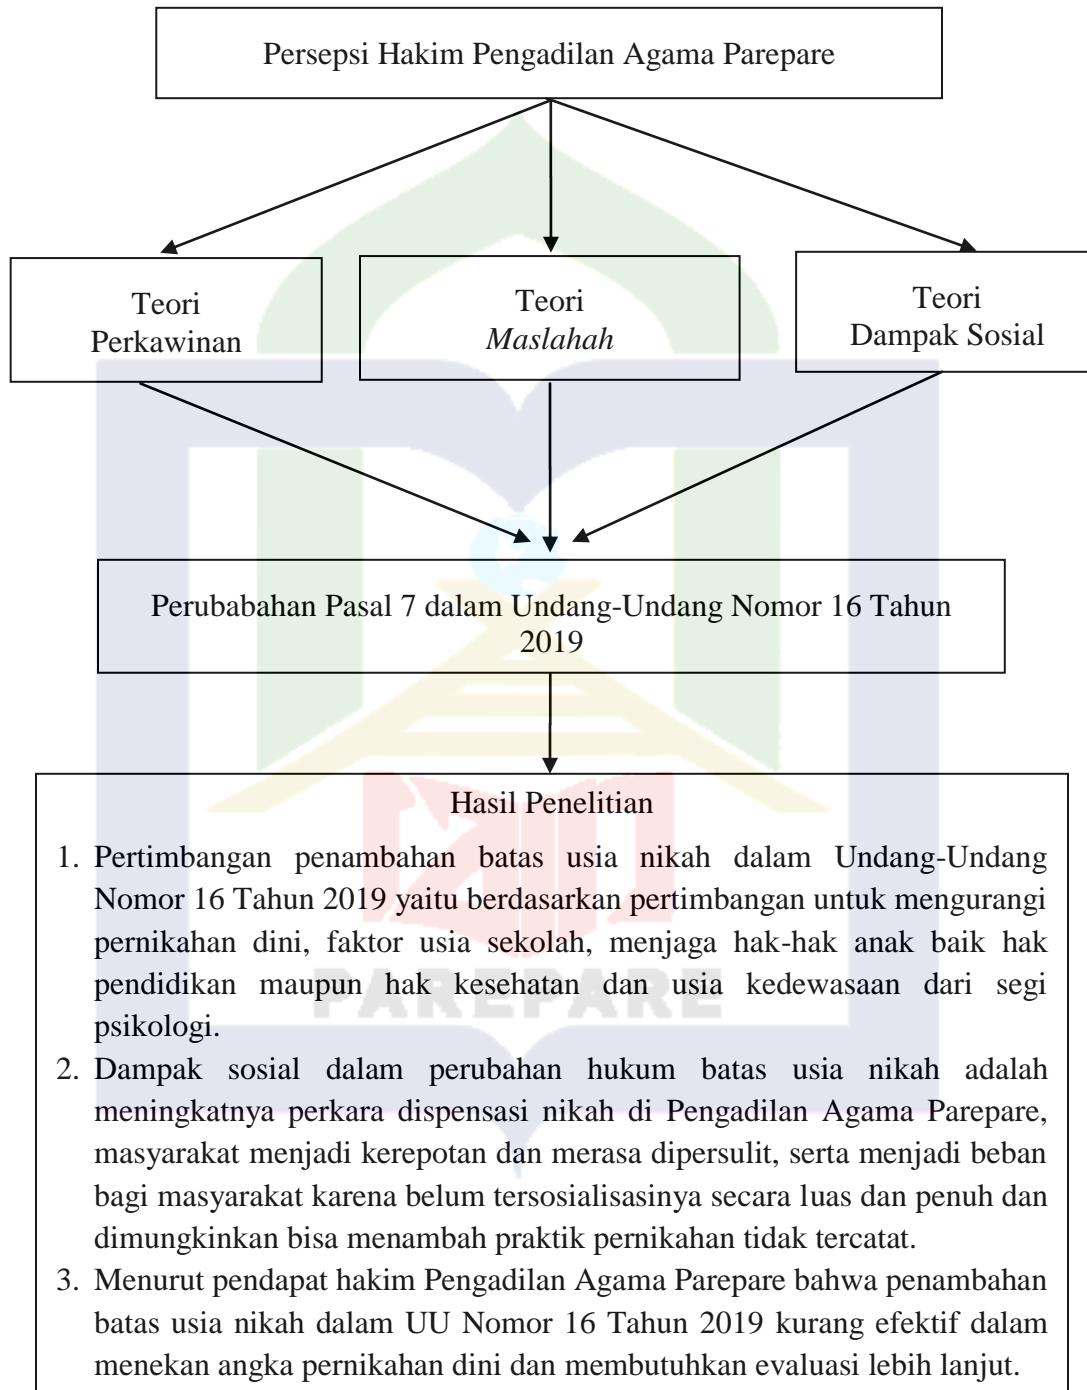 Persepsi Hakim Pengadilan Agama Parepare
Teori
Perkawinan
Teori
Maslahah
Teori
Dampak Sosial
Perubabahan Pasal 7 dalam Undang-Undang Nomor 16 Tahun
2019
Hasil Penelitian
1. Pertimbangan penambahan batas usia nikah dalam Undang-Undang
Nomor 16 Tahun 2019 yaitu berdasarkan pertimbangan untuk mengurangi
pernikahan dini, faktor usia sekolah, menjaga hak-hak anak baik hak
pendidikan maupun hak kesehatan dan usia kedewasaan dari segi
psikologi.
PAREPARE
2. Dampak sosial dalam perubahan hukum batas usia nikah adalah
meningkatnya perkara dispensasi nikah di Pengadilan Agama Parepare,
masyarakat menjadi kerepotan dan merasa dipersulit, serta menjadi beban
bagi masyarakat karena belum tersosialisasinya secara luas dan penuh dan
dimungkinkan bisa menambah praktik pernikahan tidak tercatat.
3. Menurut pendapat hakim Pengadilan Agama Parepare bahwa penambahan
batas usia nikah dalam UU Nomor 16 Tahun 2019 kurang efektif dalam
menekan angka pernikahan dini dan membutuhkan evaluasi lebih lanjut.